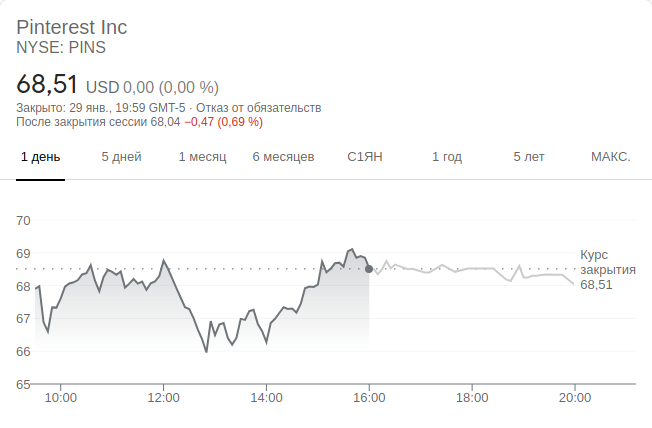 Pinterest Inc
NYSE: PINS
68,51 USD 0,00 (0,00 %)
Закрыто: 29 янв., 19:59 GMT-5 · Отказ от обязательств
После закрытия сессии 68,04 −0,47 (0,69 %)
1 день 5 дней 1 месяц 6 месяцев С1ЯН 1 год 5 лет МАКС.
70
69
68
67
66
65
Курс
закрытия
68,51
10:00 12:00 14:00 16:00 18:00 20:00